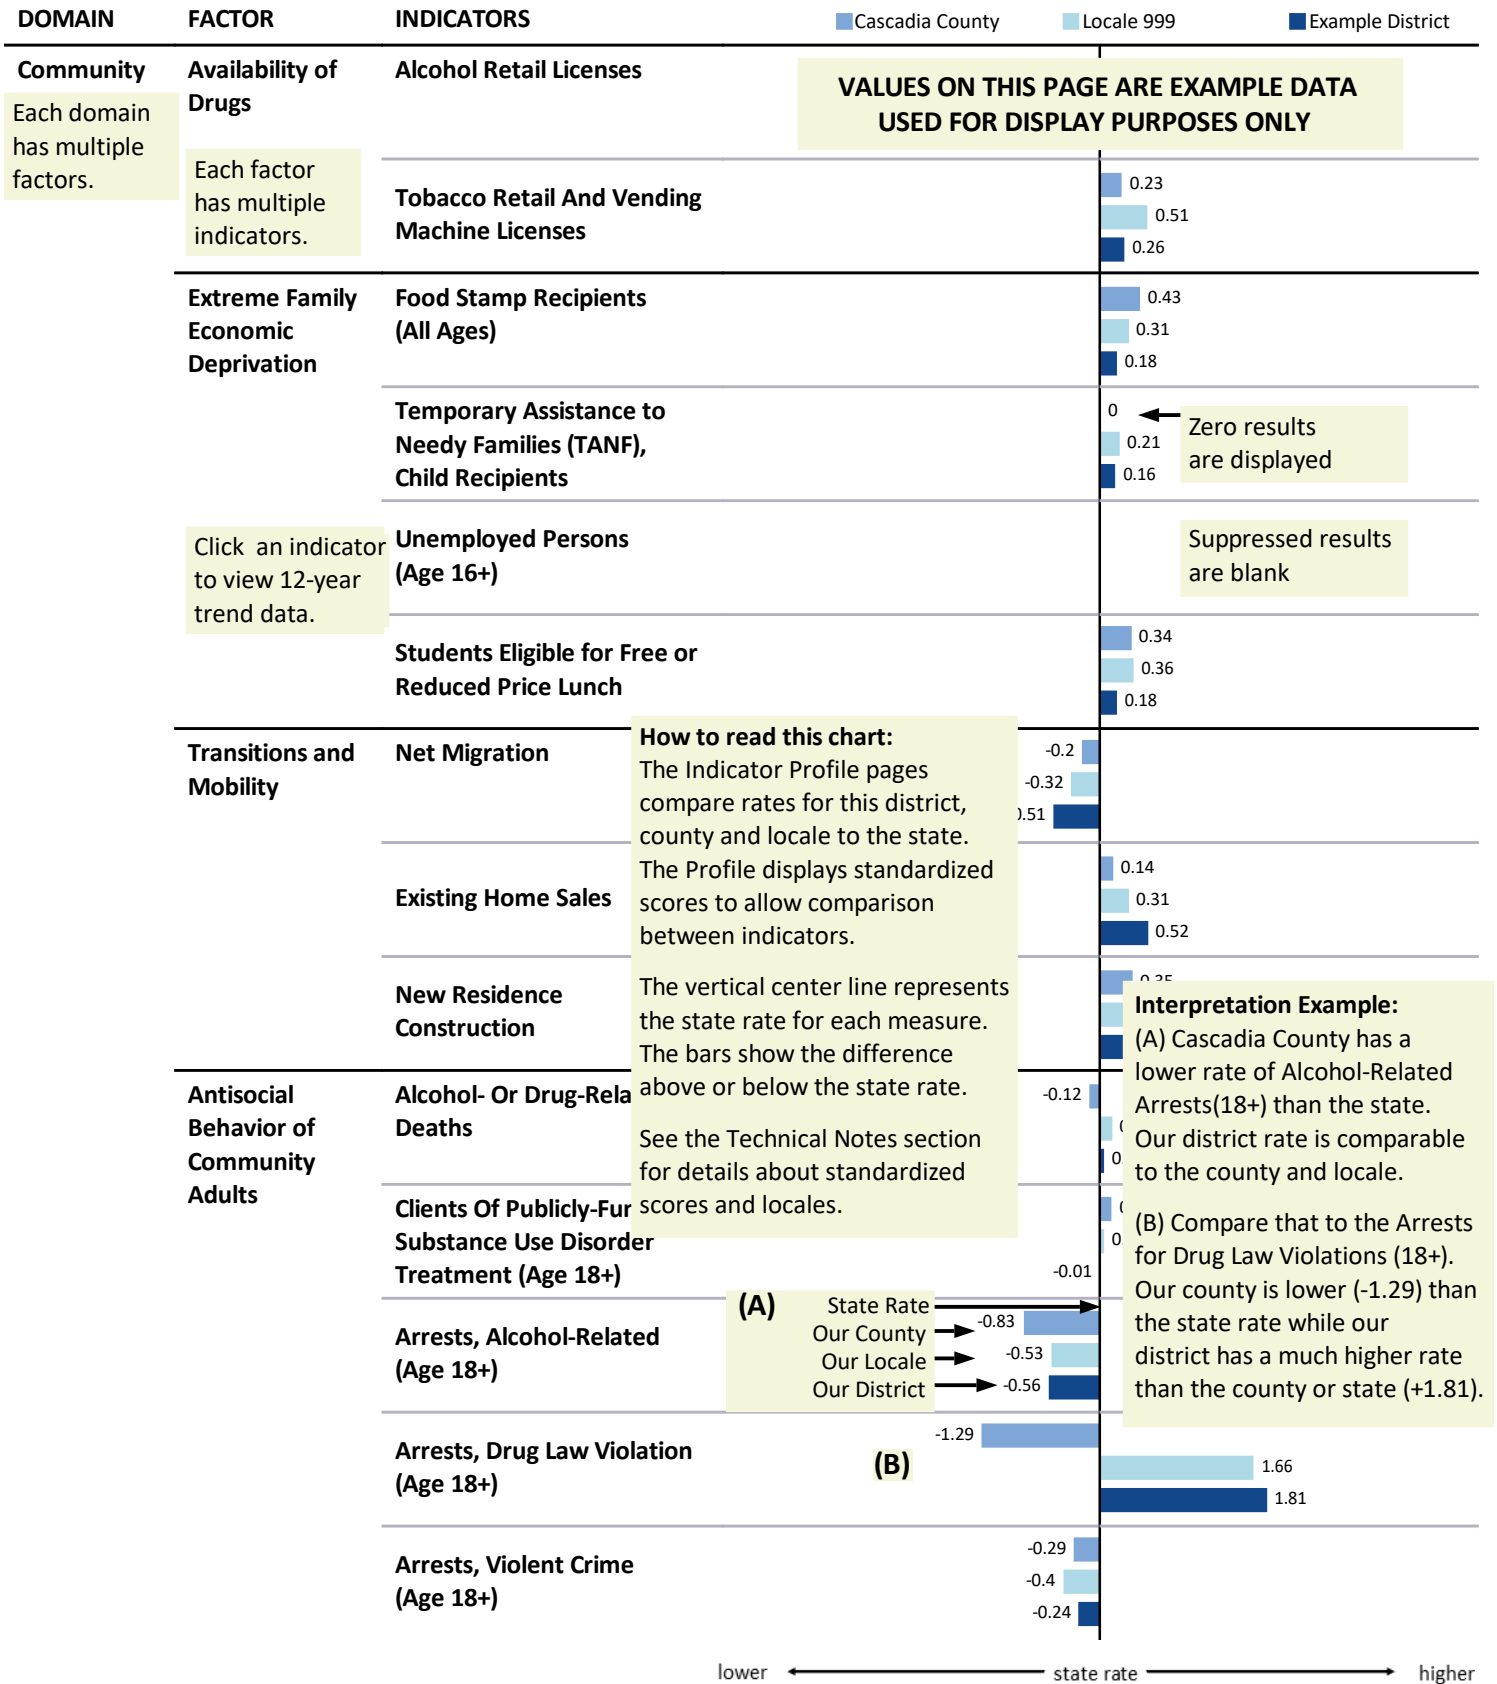 DOMAIN FACTOR INDICATORS Cascadia County Locale 999 Example District
Community
Each domain
has multiple
factors.
Availability of
Drugs
Each factor
has multiple
indicators.
Alcohol Retail Licenses
VALUES ON THIS PAGE ARE EXAMPLE DATA
USED FOR DISPLAY PURPOSES ONLY
Tobacco Retail And Vending
Machine Licenses
0.23
0.51
0.26
Extreme Family
Economic
Deprivation
Food Stamp Recipients
(All Ages)
0.43
0.31
0.18
Temporary Assistance to
Needy Families (TANF),
Child Recipients
0
0.21
0.16
Zero results
are displayed
Click an indicator
to view 12-year
trend data.
Unemployed Persons
(Age 16+)
Suppressed results
are blank
Students Eligible for Free or
Reduced Price Lunch
0.34
0.36
0.18
Transitions and
Mobility
Net Migration
-0.2
-0.32
.51
How to read this chart:
The Indicator Profile pages
compare rates for this district,
county and locale to the state.
The Profile displays standardized
scores to allow comparison
between indicators.
The vertical center line represents
the state rate for each measure.
The bars show the difference
above or below the state rate.
See the Technical Notes section
for details about standardized
scores and locales.
Existing Home Sales
0.14
0.31
0.52
New Residence
Construction
Interpretation Example:
(A) Cascadia County has a
lower rate of Alcohol-Related
Arrests(18+) than the state.
Our district rate is comparable
to the county and locale.
(B) Compare that to the Arrests
for Drug Law Violations (18+).
Our county is lower (-1.29) than
the state rate while our
district has a much higher rate
than the county or state (+1.81).
Antisocial
Behavior of
Community
Adults
Alcohol- Or Drug-Rela
Deaths
-0.12
0.
Clients Of Publicly-Fu
Substance Use Disorder
Treatment (Age 18+)
0.
-0.01
Arrests, Alcohol-Related
(Age 18+)
(A) State Rate
Our County -0.83
Our Locale -0.53
Our District -0.56
Arrests, Drug Law Violation
(Age 18+)
(B)
-1.29
1.66
1.81
Arrests, Violent Crime
(Age 18+)
-0.29
-0.4
-0.24
lower state rate higher